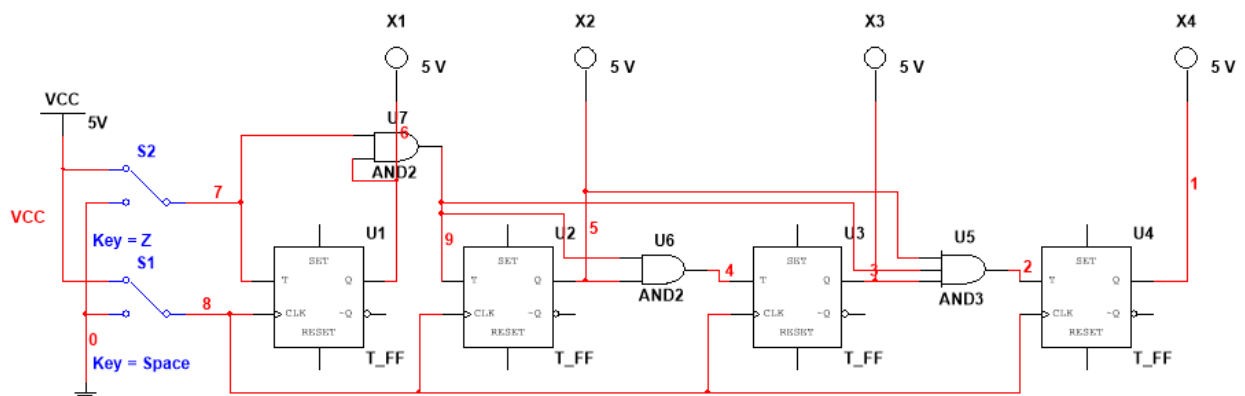 X1
X2
X3
X4
5 V
5 V
5 V
5 V
VCC
5V
U7
6
AND2
S2
7
VCC
Key = Z
S1
8
0
Key = Space
U1
SET
T
Q
CLK
~Q
RESET
T_FF
9
U2
SET
T
Q
CLK
~Q
RESET
T_FF
5
U6
AND2
4
U3
SET
T
Q
CLK
~Q
RESET
T_FF
3
U5
AND3
2
U4
SET
T
Q
CLK
~Q
RESET
T_FF
1